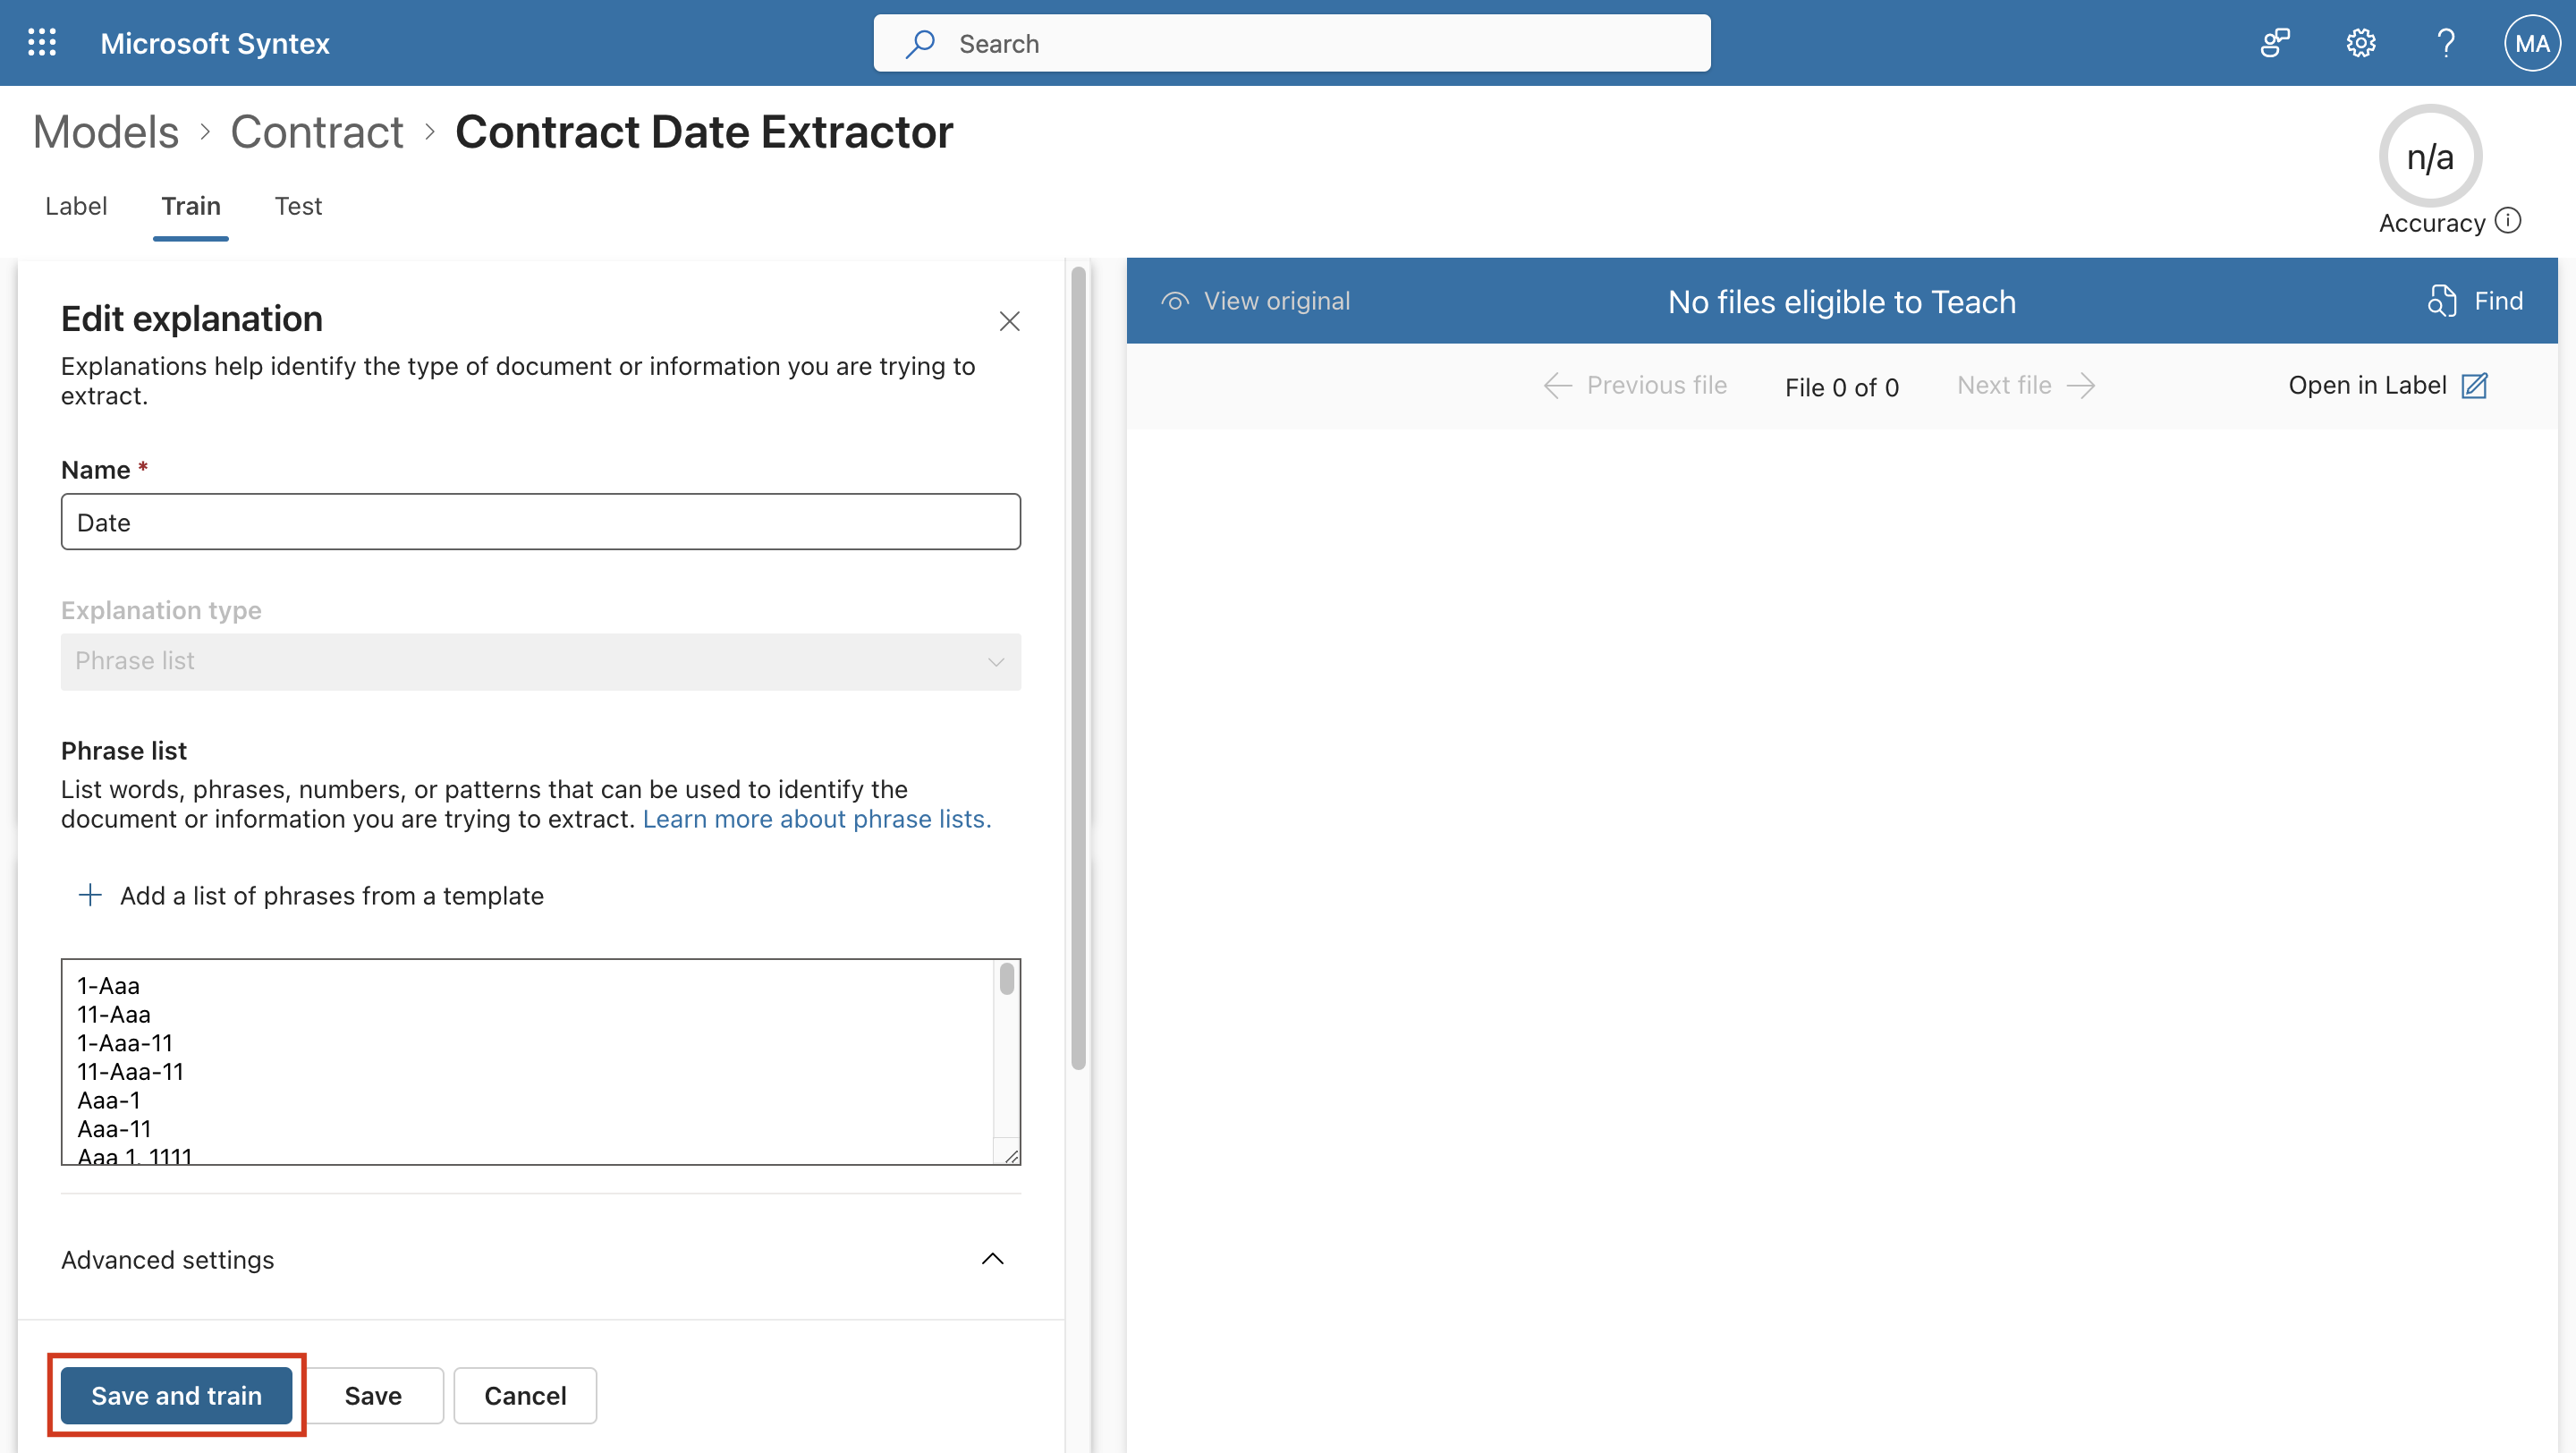 Microsoft Syntex
Search
MA
Models > Contract > Contract Date Extractor
n/a
Accuracy
Label Train Test
Edit explanation
Explanations help identify the type of document or information you are trying to
extract.
Name *
Date
Explanation type
Phrase list
Phrase list
List words, phrases, numbers, or patterns that can be used to identify the
document or information you are trying to extract. Learn more about phrase lists.
Add a list of phrases from a template
1-Aaa
11-Aaa
1-Aaa-11
11-Aaa-11
Aaa-1
Aaa-11
Aaa 1, 1111
Advanced settings
Save and train Save Cancel
View original No files eligible to Teach Find
Previous file File 0 of 0 Next file Open in Label